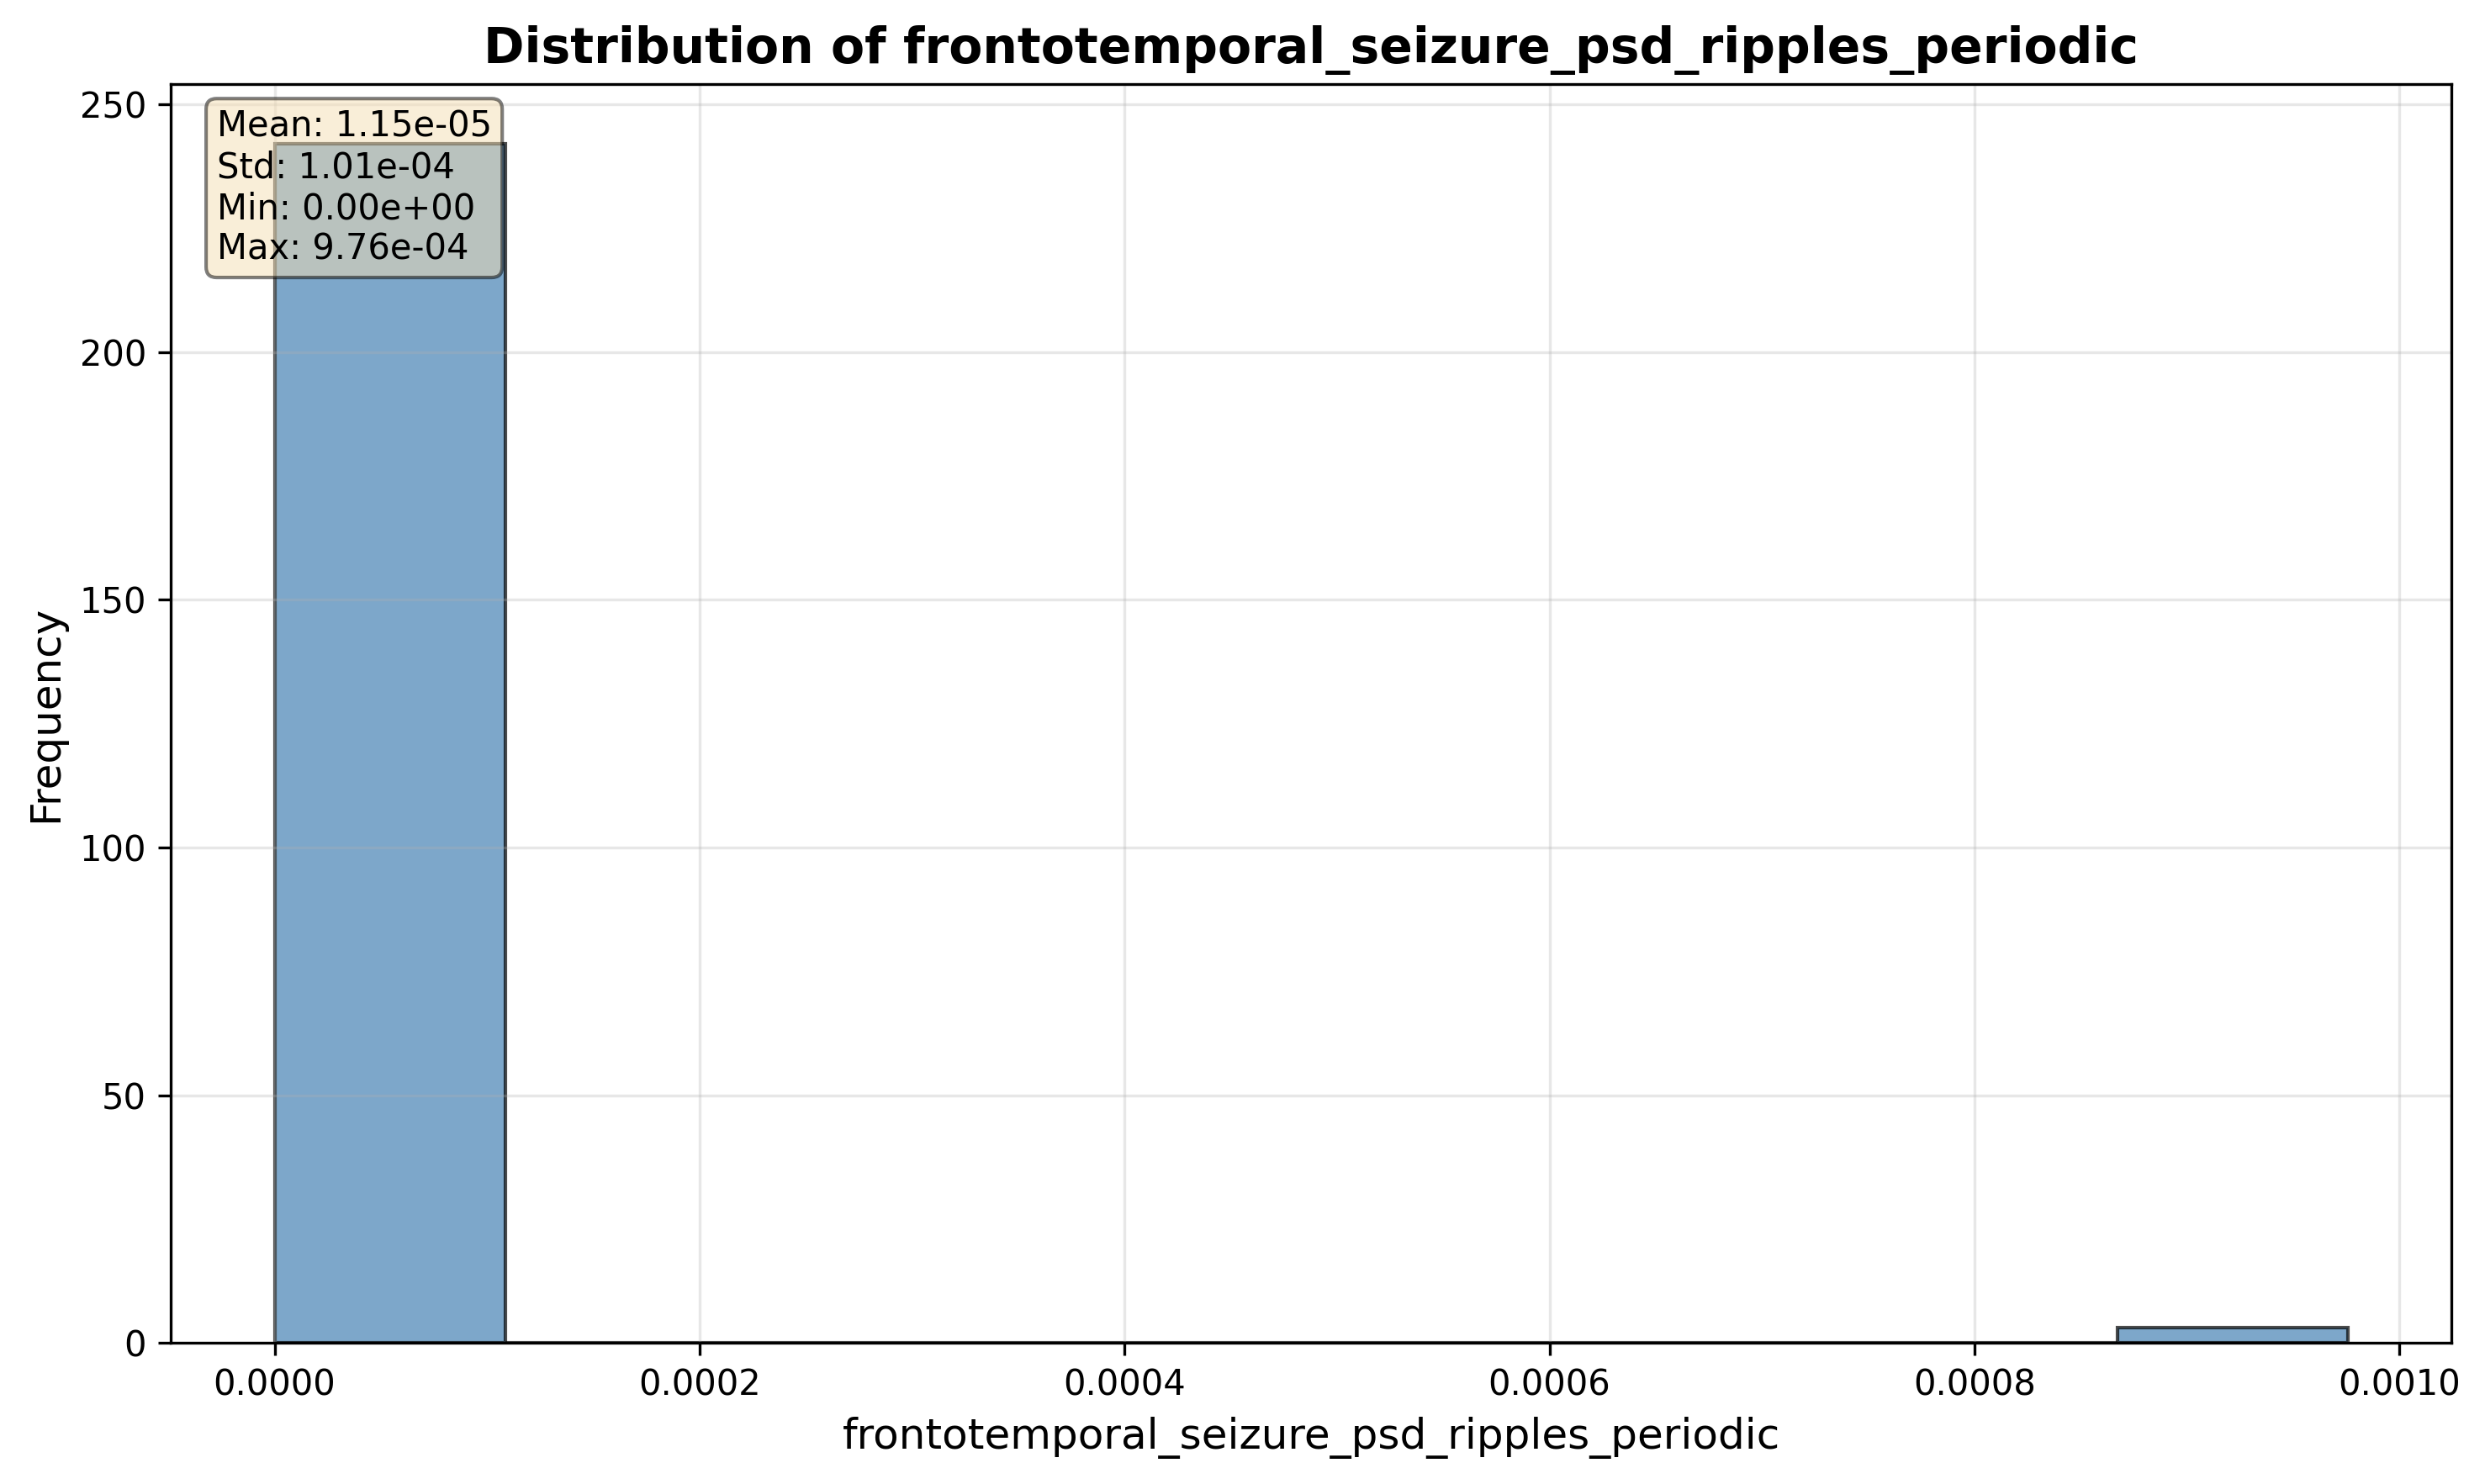 Distribution of frontotemporal_seizure_psd_ripples_periodic
Mean: 1.15e-05
Std: 1.01e-04
Min: 0.00e+00
Max: 9.76e-04
Frequency
250
200
150
100
50
0
0.0000 0.0002 0.0004 0.0006 0.0008 0.0010
frontotemporal_seizure_psd_ripples_periodic